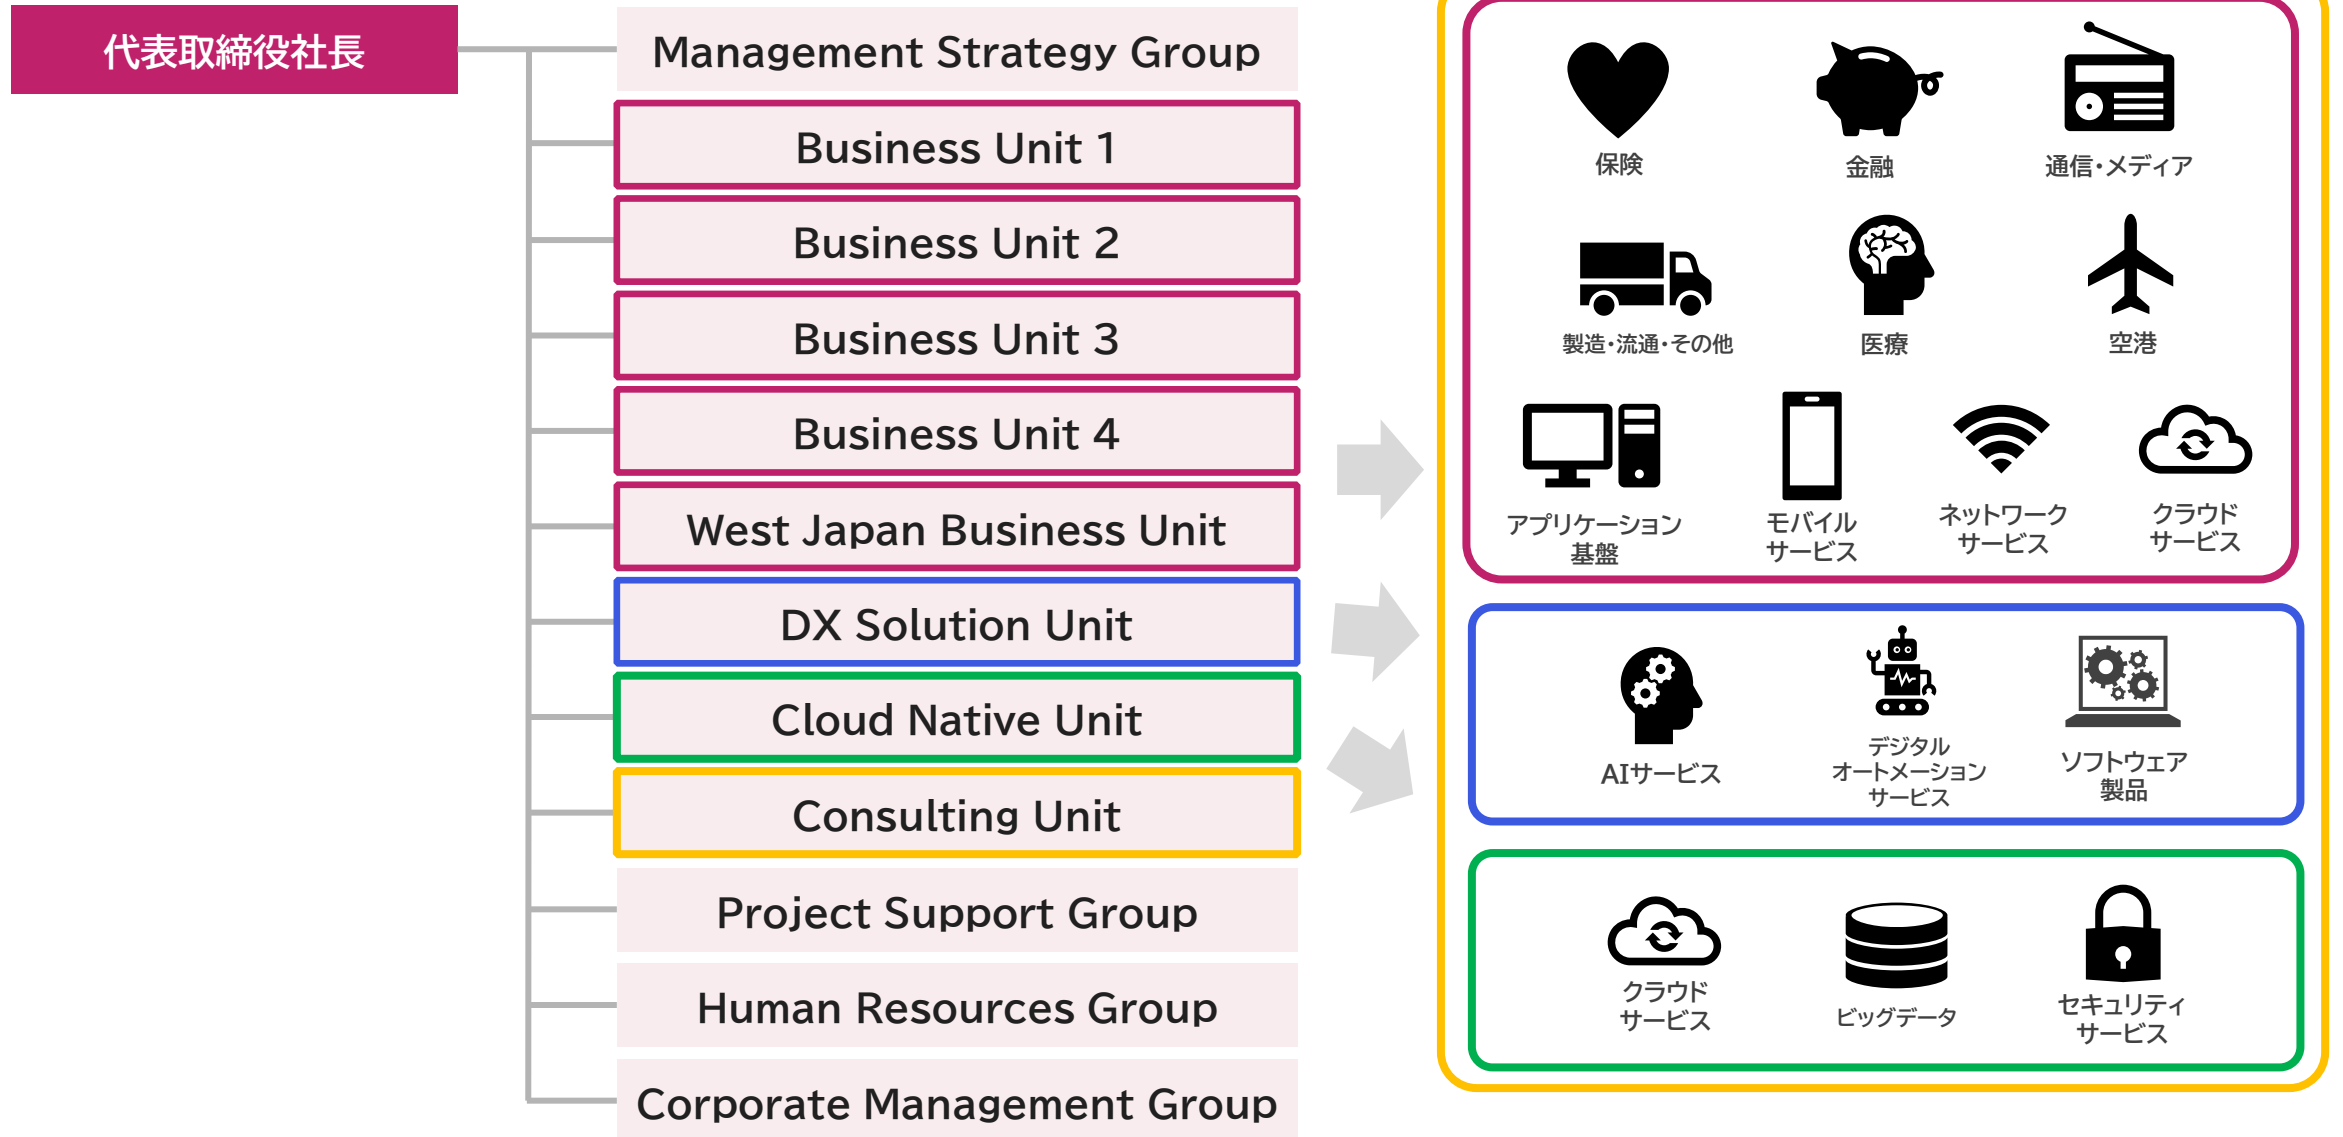 代表取締役社長
Management Strategy Group
Business Unit 1
Business Unit 2
Business Unit 3
Business Unit 4
West Japan Business Unit
DX Solution Unit
Cloud Native Unit
Consulting Unit
Project Support Group
Human Resources Group
Corporate Management Group
保険
金融
通信・メディア
製造・流通・その他
医療
空港
アプリケーション
基盤
モバイル
サービス
ネットワーク
サービス
クラウド
サービス
AIサービス
デジタル
オートメーション
サービス
ソフトウェア
製品
クラウド
サービス
ビッグデータ
セキュリティ
サービス